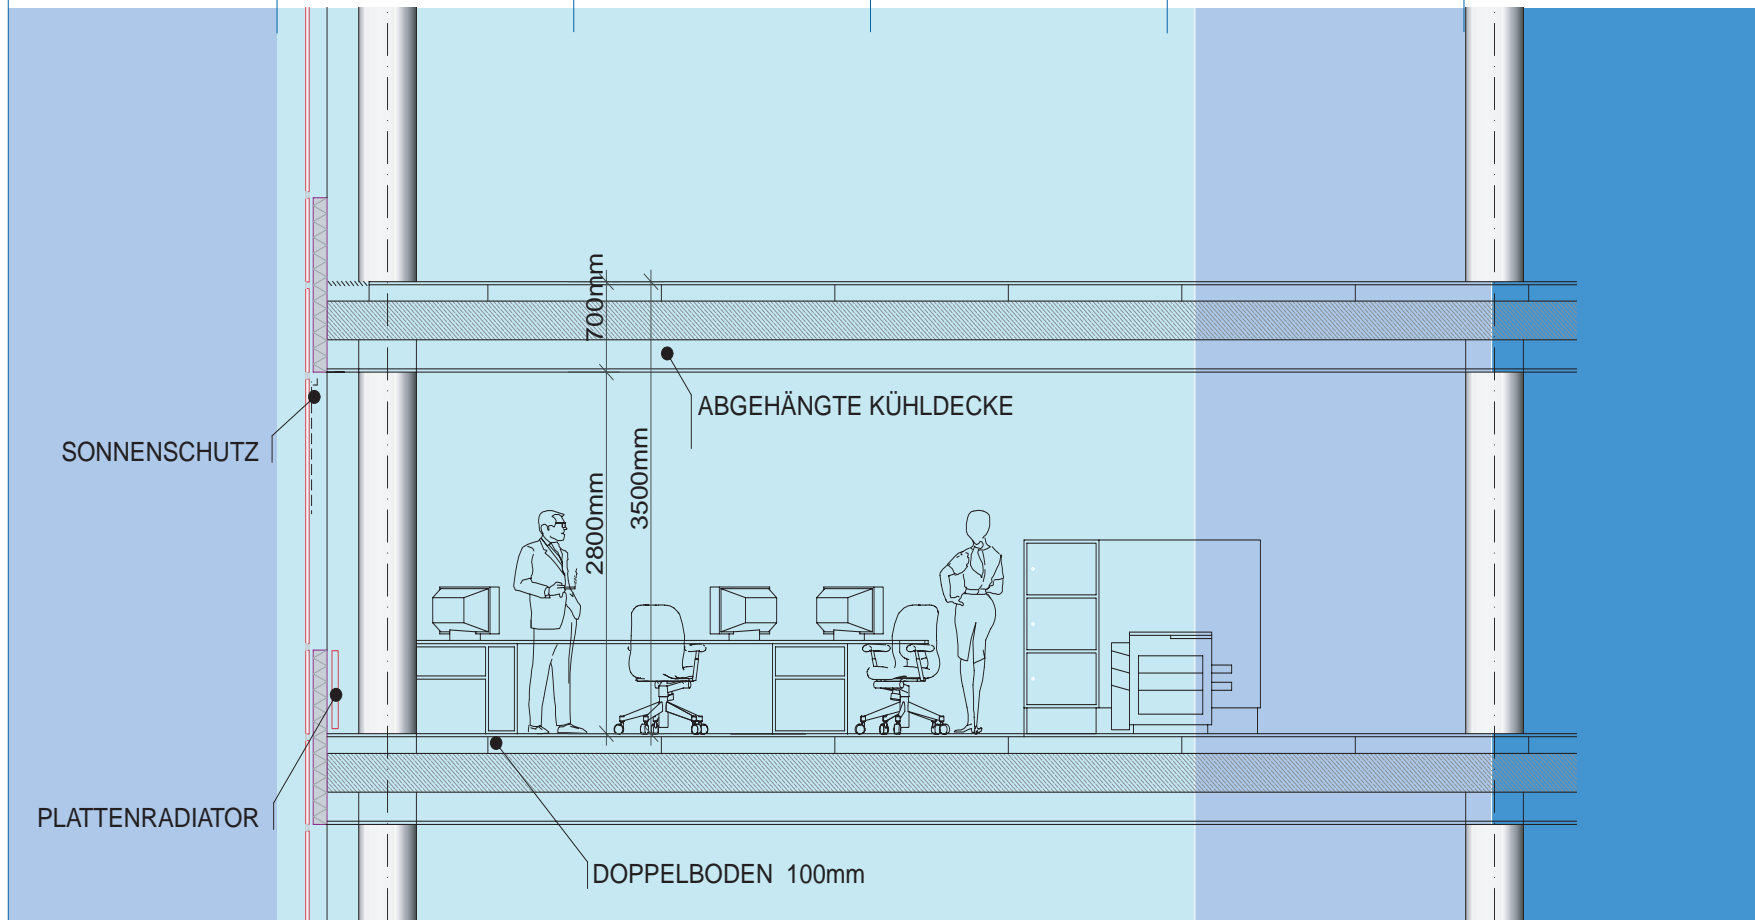 700mm
ABGEHÄNGTE KÜHLDECKE
SONNENSCHUTZ
2800mm
3500mm
PLATTENRADIATOR
DOPPELBODEN 100mm